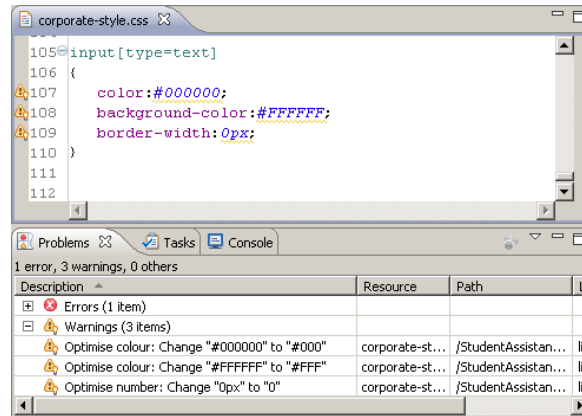 corporate-style.css
105 input[type=text]
106 {
107 color:#000000;
108 background-color:#FFFFFF;
109 border-width:0px;
110 }
111
112
Problems Tasks Console
1 error, 3 warnings, 0 others
Description Resource Path
Errors (1 item)
Warnings (3 items)
Optimise colour: Change "#000000" to "#000" corporate-st... /StudentAssistan...
Optimise colour: Change "#FFFFFF" to "#FFF" corporate-st... /StudentAssistan...
Optimise number: Change "0px" to "0" corporate-st... /StudentAssistan...